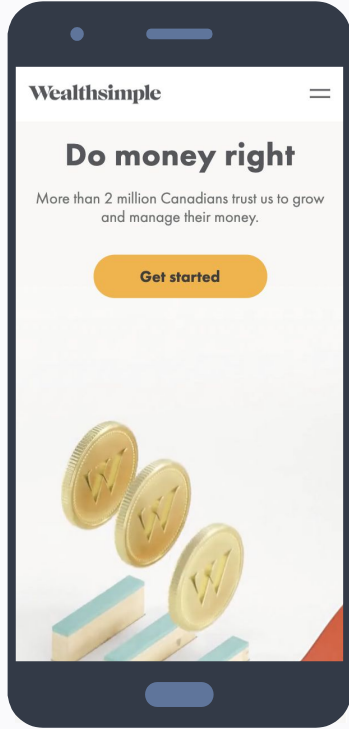 Wealthsimple
Do money right
More than 2 million Canadians trust us to grow
and manage their money.
Get started
W
W
W